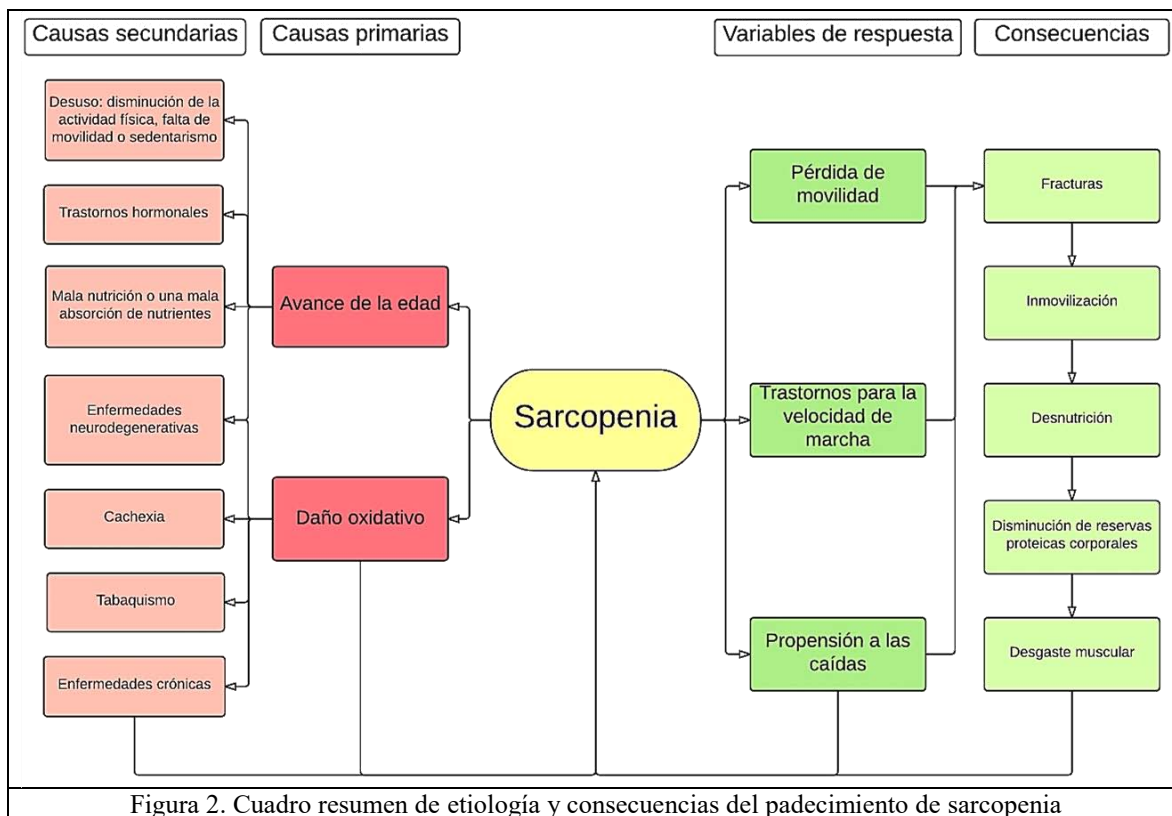 Causas secundarias
Causas primarias
Variables de respuesta
Consecuencias
Desuso: disminución de la
actividad física, falta de
movilidad o sedentarismo
Trastornos hormonales
Mala nutrición o una mala
absorción de nutrientes
Enfermedades
neurodegenerativas
Cachexia
Tabaquismo
Enfermedades crónicas
Avance de la edad
Daño oxidativo
Sarcopenia
Pérdida de
movilidad
Trastornos para la
velocidad de
marcha
Propensión a las
caídas
Fracturas
Inmovilización
Desnutrición
Disminución de reservas
proteicas corporales
Desgaste muscular
Figura 2. Cuadro resumen de etiología y consecuencias del padecimiento de sarcopenia